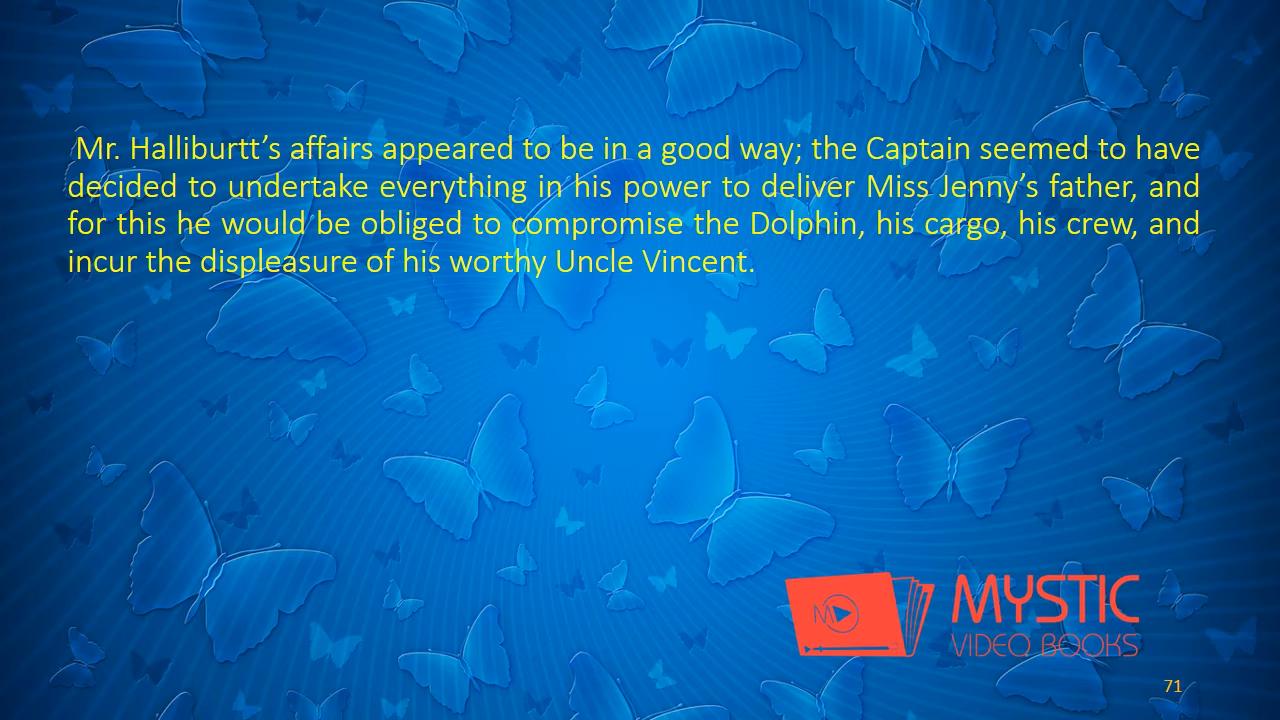 Mr. Halliburtt’s affairs appeared to be in a good way; the Captain seemed to have
decided to undertake everything in his power to deliver Miss Jenny’s father, and
for this he would be obliged to compromise the Dolphin, his cargo, his crew, and
incur the displeasure of his worthy Uncle Vincent.
M
MYSTIC
VIDEO BOOKS
71